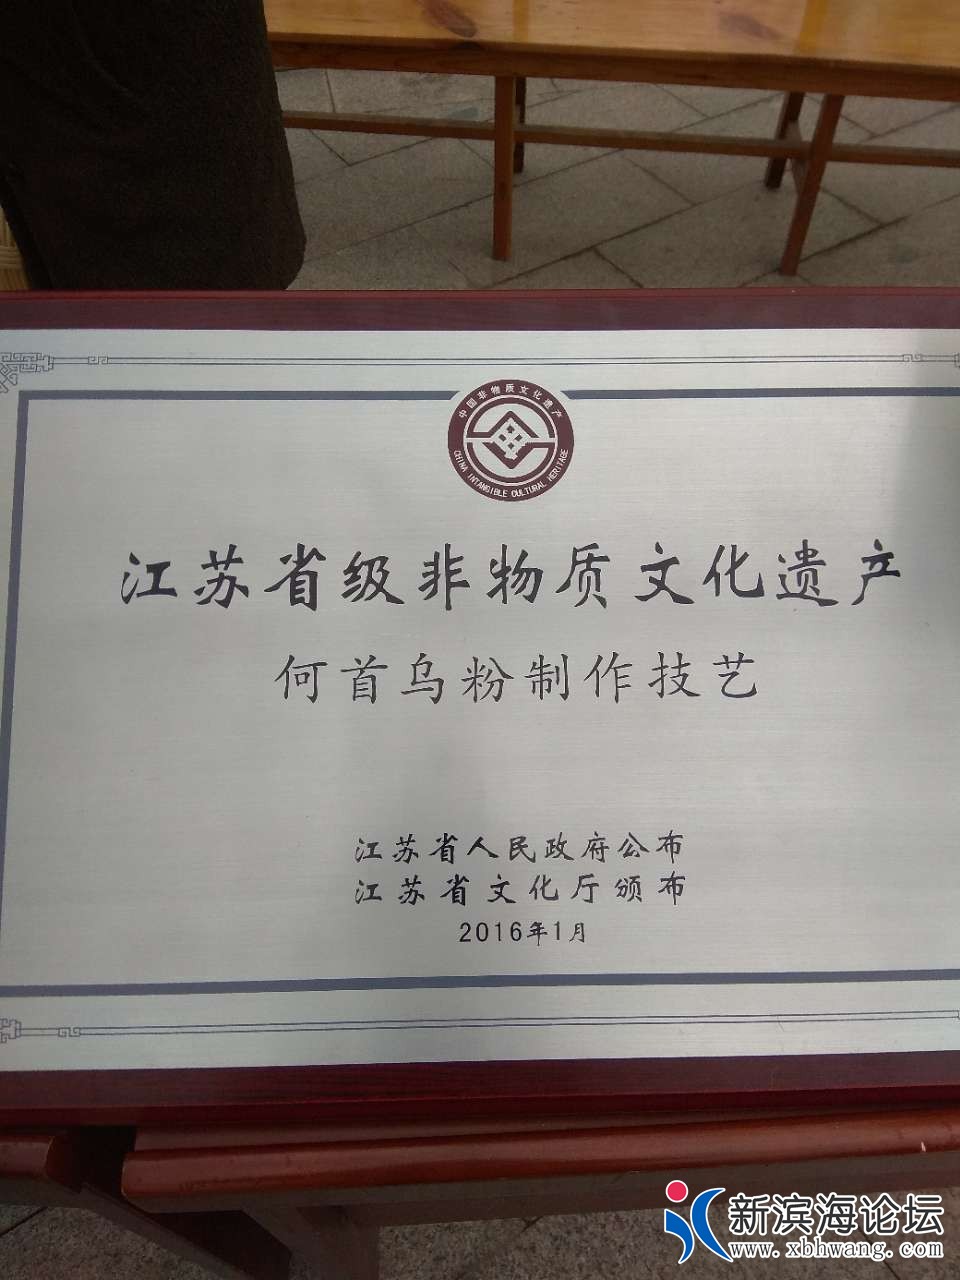 中国非物质文化遗产
CHINA INTANGIBLE CULTURAL HERITAGE
江苏省级非物质文化遗产
何首乌粉制作技艺
江苏省人民政府公布
江苏省文化厅颁布
2016年1月
新滨海论坛
www.xbhwang.com